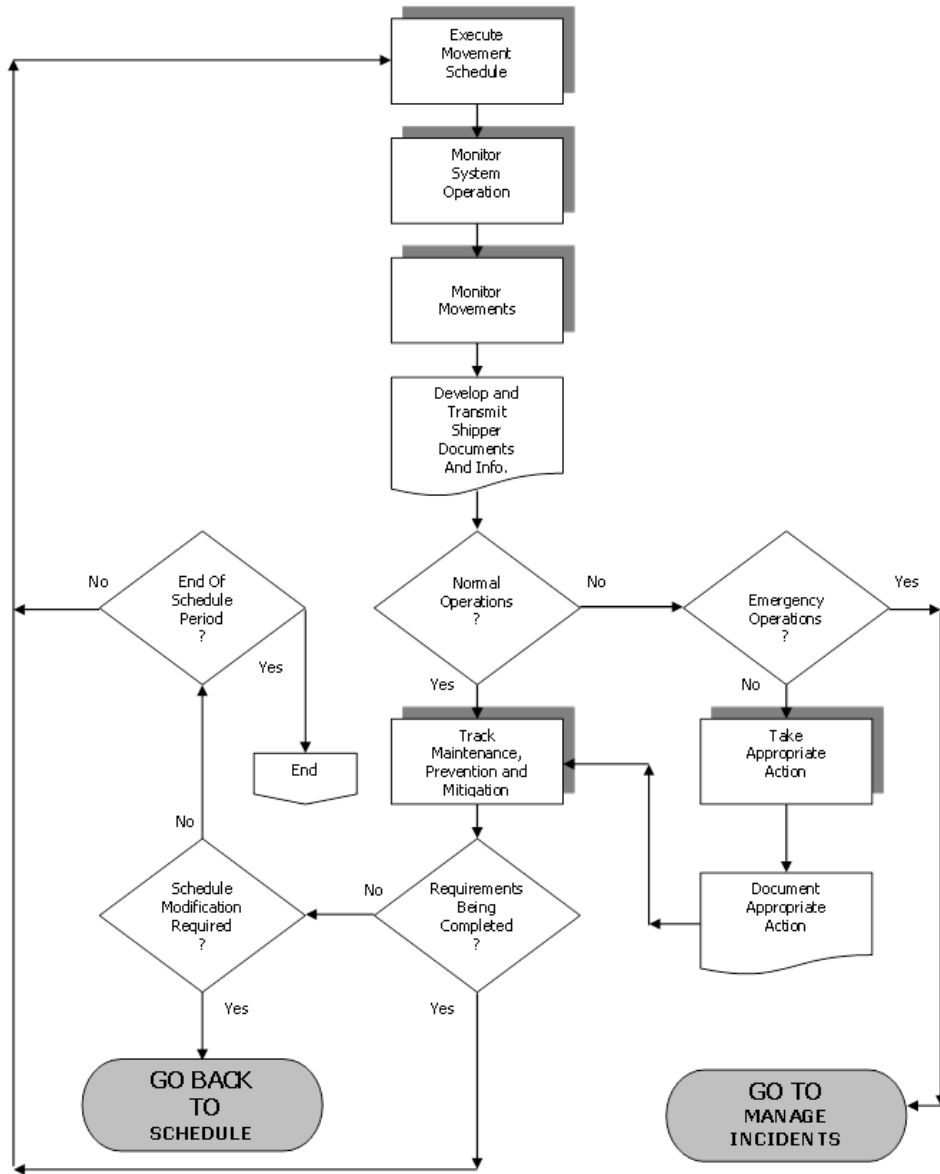 Execute
Movement
Schedule
Monitor
System
Operation
Monitor
Movements
Develop and
Transmit
Shipper
Documents
And Info.
No
End Of
Schedule
Period
?
Yes
Normal
Operations
?
No
Emergency
Operations
?
Yes
Yes
No
End
Track
Maintenance,
Prevention and
Mitigation
Take
Appropriate
Action
No
Schedule
Modification
Required
?
No
Requirements
Being
Completed
?
Document
Appropriate
Action
Yes
Yes
GO BACK
TO
SCHEDULE
GO TO
MANAGE
INCIDENTS